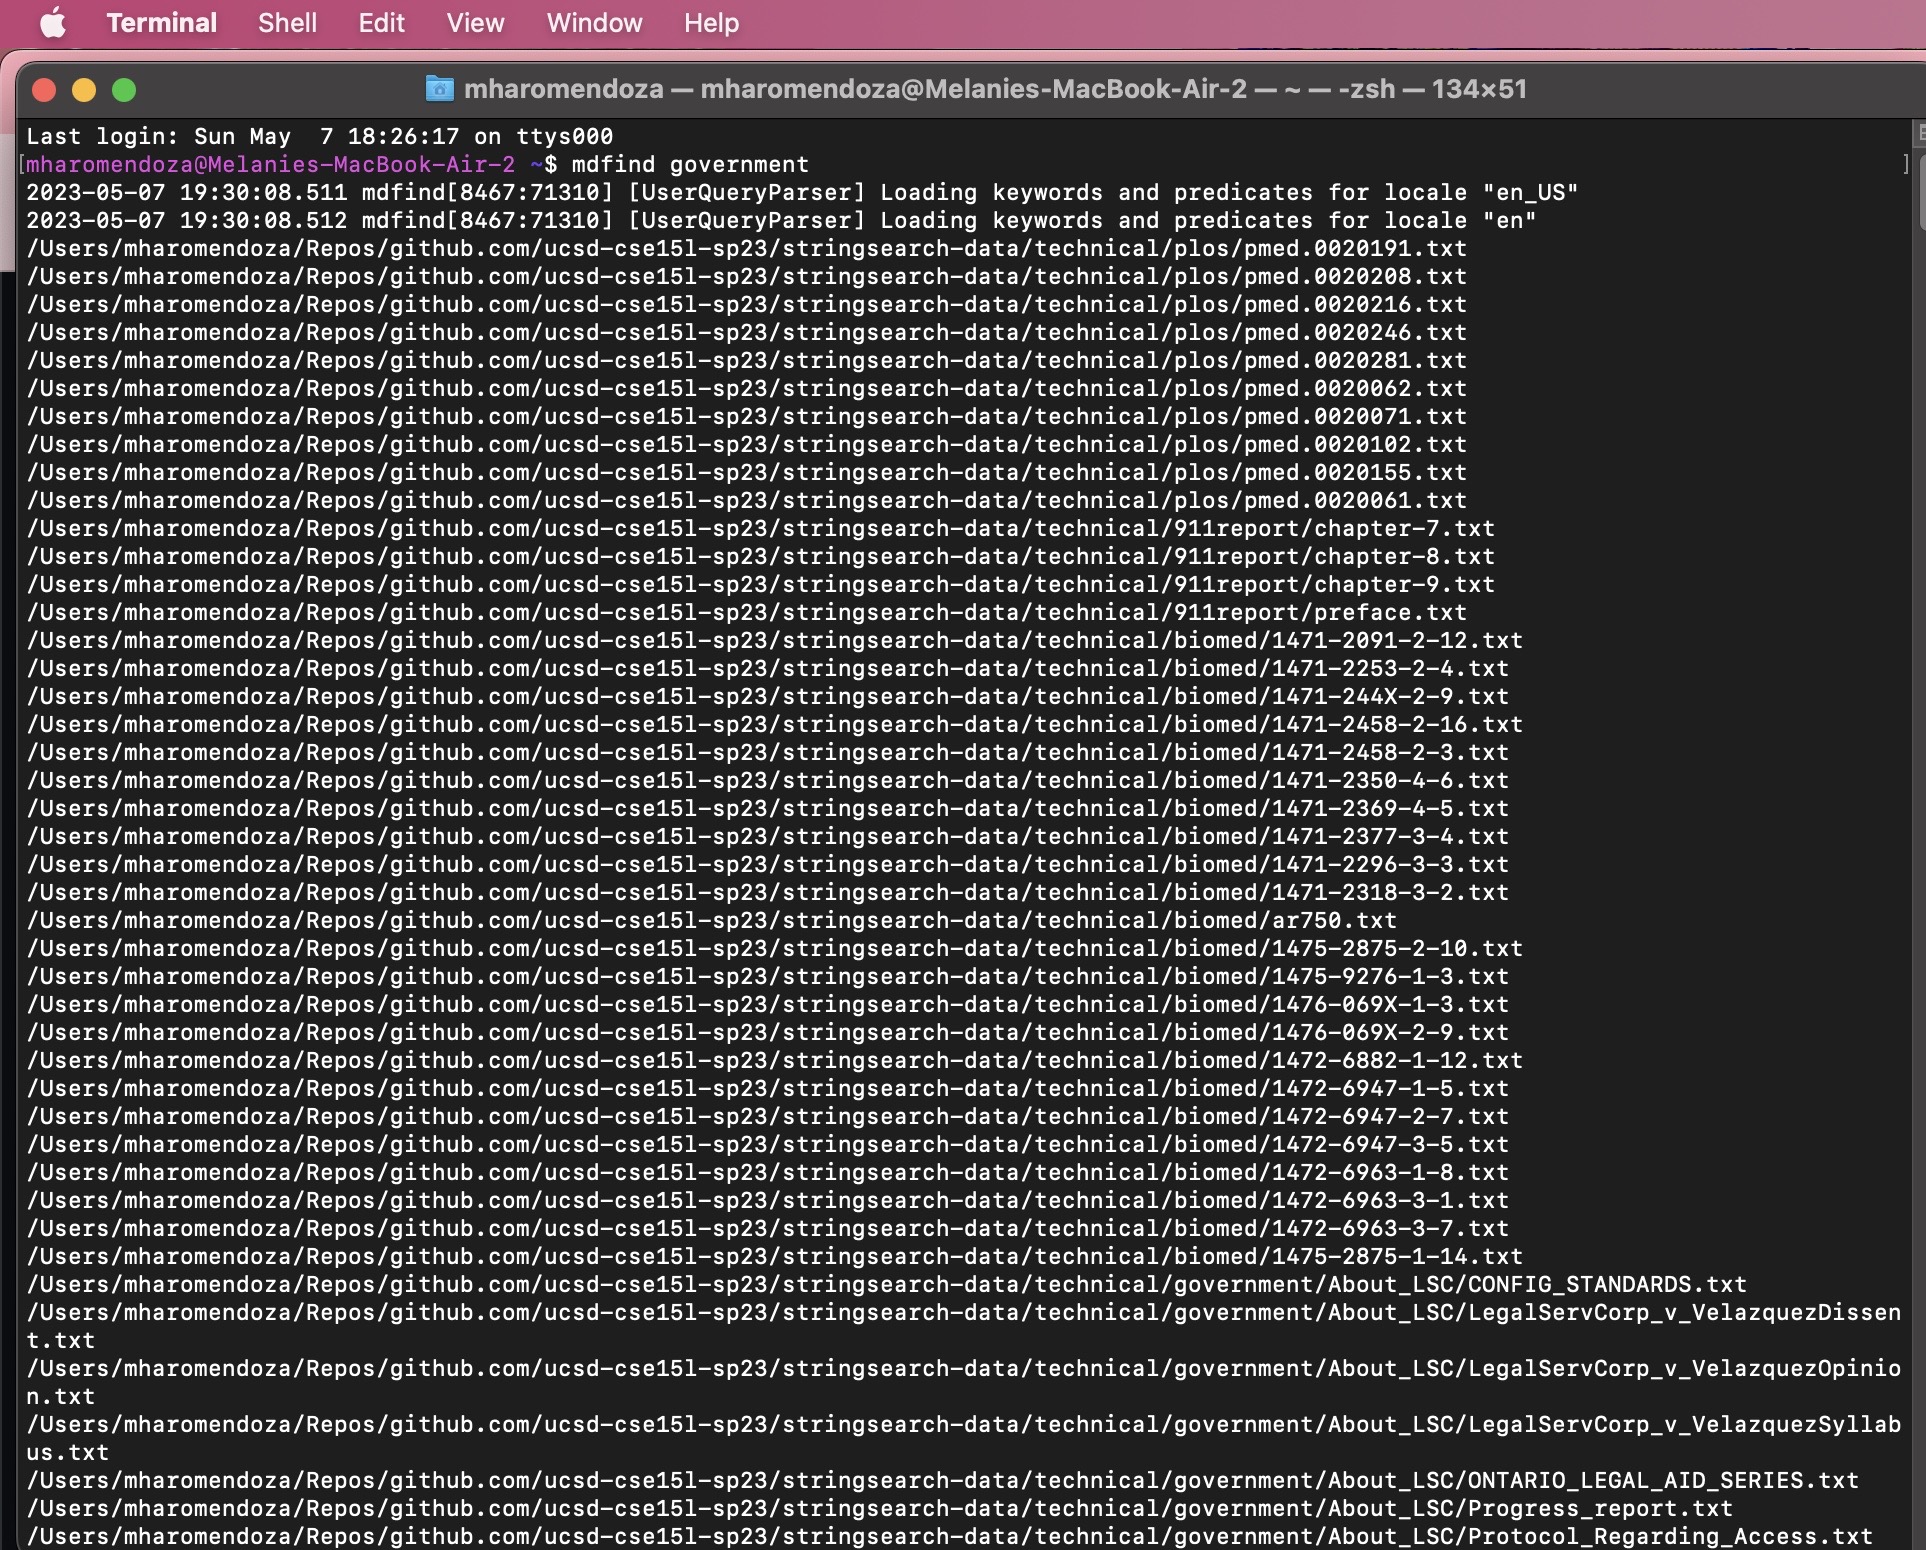 Terminal Shell Edit View Window Help
mharomendoza — mharomendoza@Melanies-MacBook-Air-2 — ~ — -zsh — 134×51
Last login: Sun May  7 18:26:17 on ttys000
[mharomendoza@Melanies-MacBook-Air-2 ~$ mdfind government ]
2023-05-07 19:30:08.511 mdfind[8467:71310] [UserQueryParser] Loading keywords and predicates for locale "en_US"
2023-05-07 19:30:08.512 mdfind[8467:71310] [UserQueryParser] Loading keywords and predicates for locale "en"
/Users/mharomendoza/Repos/github.com/ucsd-cse15l-sp23/stringsearch-data/technical/plos/pmed.0020191.txt
/Users/mharomendoza/Repos/github.com/ucsd-cse15l-sp23/stringsearch-data/technical/plos/pmed.0020208.txt
/Users/mharomendoza/Repos/github.com/ucsd-cse15l-sp23/stringsearch-data/technical/plos/pmed.0020216.txt
/Users/mharomendoza/Repos/github.com/ucsd-cse15l-sp23/stringsearch-data/technical/plos/pmed.0020246.txt
/Users/mharomendoza/Repos/github.com/ucsd-cse15l-sp23/stringsearch-data/technical/plos/pmed.0020281.txt
/Users/mharomendoza/Repos/github.com/ucsd-cse15l-sp23/stringsearch-data/technical/plos/pmed.0020062.txt
/Users/mharomendoza/Repos/github.com/ucsd-cse15l-sp23/stringsearch-data/technical/plos/pmed.0020071.txt
/Users/mharomendoza/Repos/github.com/ucsd-cse15l-sp23/stringsearch-data/technical/plos/pmed.0020102.txt
/Users/mharomendoza/Repos/github.com/ucsd-cse15l-sp23/stringsearch-data/technical/plos/pmed.0020155.txt
/Users/mharomendoza/Repos/github.com/ucsd-cse15l-sp23/stringsearch-data/technical/plos/pmed.0020061.txt
/Users/mharomendoza/Repos/github.com/ucsd-cse15l-sp23/stringsearch-data/technical/911report/chapter-7.txt
/Users/mharomendoza/Repos/github.com/ucsd-cse15l-sp23/stringsearch-data/technical/911report/chapter-8.txt
/Users/mharomendoza/Repos/github.com/ucsd-cse15l-sp23/stringsearch-data/technical/911report/chapter-9.txt
/Users/mharomendoza/Repos/github.com/ucsd-cse15l-sp23/stringsearch-data/technical/911report/preface.txt
/Users/mharomendoza/Repos/github.com/ucsd-cse15l-sp23/stringsearch-data/technical/biomed/1471-2091-2-12.txt
/Users/mharomendoza/Repos/github.com/ucsd-cse15l-sp23/stringsearch-data/technical/biomed/1471-2253-2-4.txt
/Users/mharomendoza/Repos/github.com/ucsd-cse15l-sp23/stringsearch-data/technical/biomed/1471-244X-2-9.txt
/Users/mharomendoza/Repos/github.com/ucsd-cse15l-sp23/stringsearch-data/technical/biomed/1471-2458-2-16.txt
/Users/mharomendoza/Repos/github.com/ucsd-cse15l-sp23/stringsearch-data/technical/biomed/1471-2458-2-3.txt
/Users/mharomendoza/Repos/github.com/ucsd-cse15l-sp23/stringsearch-data/technical/biomed/1471-2350-4-6.txt
/Users/mharomendoza/Repos/github.com/ucsd-cse15l-sp23/stringsearch-data/technical/biomed/1471-2369-4-5.txt
/Users/mharomendoza/Repos/github.com/ucsd-cse15l-sp23/stringsearch-data/technical/biomed/1471-2377-3-4.txt
/Users/mharomendoza/Repos/github.com/ucsd-cse15l-sp23/stringsearch-data/technical/biomed/1471-2296-3-3.txt
/Users/mharomendoza/Repos/github.com/ucsd-cse15l-sp23/stringsearch-data/technical/biomed/1471-2318-3-2.txt
/Users/mharomendoza/Repos/github.com/ucsd-cse15l-sp23/stringsearch-data/technical/biomed/ar750.txt
/Users/mharomendoza/Repos/github.com/ucsd-cse15l-sp23/stringsearch-data/technical/biomed/1475-2875-2-10.txt
/Users/mharomendoza/Repos/github.com/ucsd-cse15l-sp23/stringsearch-data/technical/biomed/1475-9276-1-3.txt
/Users/mharomendoza/Repos/github.com/ucsd-cse15l-sp23/stringsearch-data/technical/biomed/1476-069X-1-3.txt
/Users/mharomendoza/Repos/github.com/ucsd-cse15l-sp23/stringsearch-data/technical/biomed/1476-069X-2-9.txt
/Users/mharomendoza/Repos/github.com/ucsd-cse15l-sp23/stringsearch-data/technical/biomed/1472-6882-1-12.txt
/Users/mharomendoza/Repos/github.com/ucsd-cse15l-sp23/stringsearch-data/technical/biomed/1472-6947-1-5.txt
/Users/mharomendoza/Repos/github.com/ucsd-cse15l-sp23/stringsearch-data/technical/biomed/1472-6947-2-7.txt
/Users/mharomendoza/Repos/github.com/ucsd-cse15l-sp23/stringsearch-data/technical/biomed/1472-6947-3-5.txt
/Users/mharomendoza/Repos/github.com/ucsd-cse15l-sp23/stringsearch-data/technical/biomed/1472-6963-1-8.txt
/Users/mharomendoza/Repos/github.com/ucsd-cse15l-sp23/stringsearch-data/technical/biomed/1472-6963-3-1.txt
/Users/mharomendoza/Repos/github.com/ucsd-cse15l-sp23/stringsearch-data/technical/biomed/1472-6963-3-7.txt
/Users/mharomendoza/Repos/github.com/ucsd-cse15l-sp23/stringsearch-data/technical/biomed/1475-2875-1-14.txt
/Users/mharomendoza/Repos/github.com/ucsd-cse15l-sp23/stringsearch-data/technical/government/About_LSC/CONFIG_STANDARDS.txt
/Users/mharomendoza/Repos/github.com/ucsd-cse15l-sp23/stringsearch-data/technical/government/About_LSC/LegalServCorp_v_VelazquezDissen
t.txt
/Users/mharomendoza/Repos/github.com/ucsd-cse15l-sp23/stringsearch-data/technical/government/About_LSC/LegalServCorp_v_VelazquezOpinio
n.txt
/Users/mharomendoza/Repos/github.com/ucsd-cse15l-sp23/stringsearch-data/technical/government/About_LSC/LegalServCorp_v_VelazquezSyllab
us.txt
/Users/mharomendoza/Repos/github.com/ucsd-cse15l-sp23/stringsearch-data/technical/government/About_LSC/ONTARIO_LEGAL_AID_SERIES.txt
/Users/mharomendoza/Repos/github.com/ucsd-cse15l-sp23/stringsearch-data/technical/government/About_LSC/Progress_report.txt
/Users/mharomendoza/Repos/github.com/ucsd-cse15l-sp23/stringsearch-data/technical/government/About_LSC/Protocol_Regarding_Access.txt